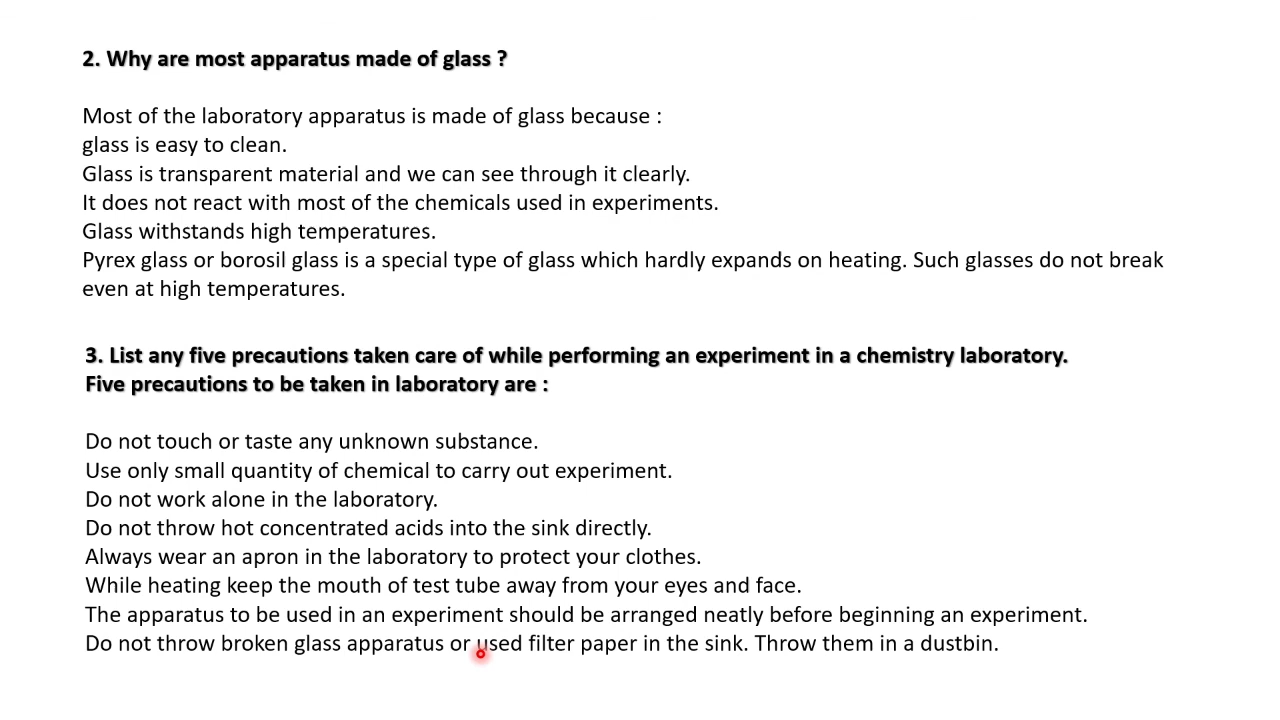 2. Why are most apparatus made of glass ?
Most of the laboratory apparatus is made of glass because :
glass is easy to clean.
Glass is transparent material and we can see through it clearly.
It does not react with most of the chemicals used in experiments.
Glass withstands high temperatures.
Pyrex glass or borosil glass is a special type of glass which hardly expands on heating. Such glasses do not break
even at high temperatures.
3. List any five precautions taken care of while performing an experiment in a chemistry laboratory.
Five precautions to be taken in laboratory are :
Do not touch or taste any unknown substance.
Use only small quantity of chemical to carry out experiment.
Do not work alone in the laboratory.
Do not throw hot concentrated acids into the sink directly.
Always wear an apron in the laboratory to protect your clothes.
While heating keep the mouth of test tube away from your eyes and face.
The apparatus to be used in an experiment should be arranged neatly before beginning an experiment.
Do not throw broken glass apparatus or used filter paper in the sink. Throw them in a dustbin.